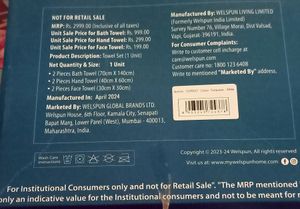 NOT FOR RETAIL SALE
MRP: Rs. 2999.00 (Inclusive of all taxes)
Unit Sale Price for Bath Towel: Rs. 999.00
Unit Sale Price for Hand Towel: Rs. 299.00
Unit Sale Price for Face Towel: Rs. 199.00
Product Description: Towel Set (1 Unit)
Net Quantity & Size: 1 Unit
• 2 Pieces Bath Towel (70cm X 140cm)
• 2 Pieces Hand Towel (40cm X 60cm)
• 2 Pieces Face Towel (30cm X 30cm)
Manufactured In: April 2024
Marketed By: WELSPUN GLOBAL BRANDS LTD.
Welspun House, 6th Floor, Kamala City, Senapati
Bapat Marg, Lower Parel (West), Mumbai - 400013,
Maharashtra, India.
Manufactured By: WELSPUN LIVING LIMITED
(Formerly Welspun India Limited)
Survey Number 76, Village Morai, Dist Valsad,
Vapi, Gujarat - 396191, India
For Consumer Complaints:
Write to customer cell incharge at
care@welspun.com
Customer care no: 1800 123 6408
Write to mentioned "Marketed By" address.
Copyright © 2023-24 Welspun, All
Rights Reserved.
www.mywelspunhome.com
For Institutional Consumers only and not for Retail Sale". "The MRP mentioned
only an indicative value for the Institutional Consumers and is not meant for